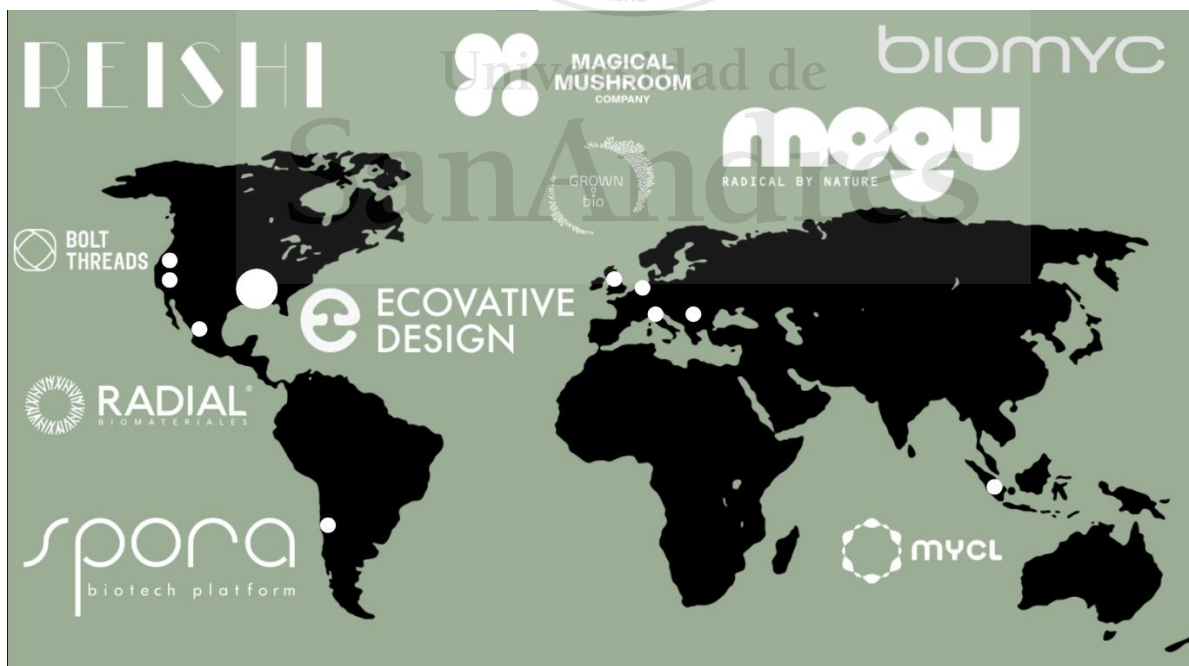 REISHI
MAGICAL
MUSHROOM
COMPANY
biomyc
Universidad de
SanAndrés
mogu
RADICAL BY NATURE
GROWN
bio
BOLT
THREADS
e ECOVATIVE
DESIGN
RADIAL®
BIOMATERIALES
spora
biotech platform
MYCL